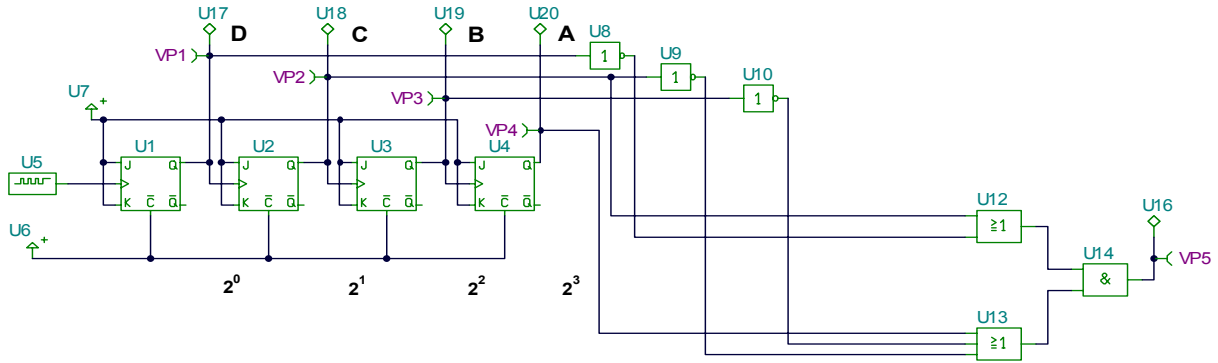 U17 D U18 C U19 B U20 A
U8
VP1
1
U9
VP2
1
U10
VP3
1
U7 +
VP4
U1 U2 U3 U4
U5
J Q J Q J Q J Q
K C̅ Q̅ K C̅ Q̅ K C̅ Q̅ K C̅ Q̅
U12
U16
U6 +
≥1
U14
VP5
2⁰ 2¹ 2² 2³
&
U13
≥1